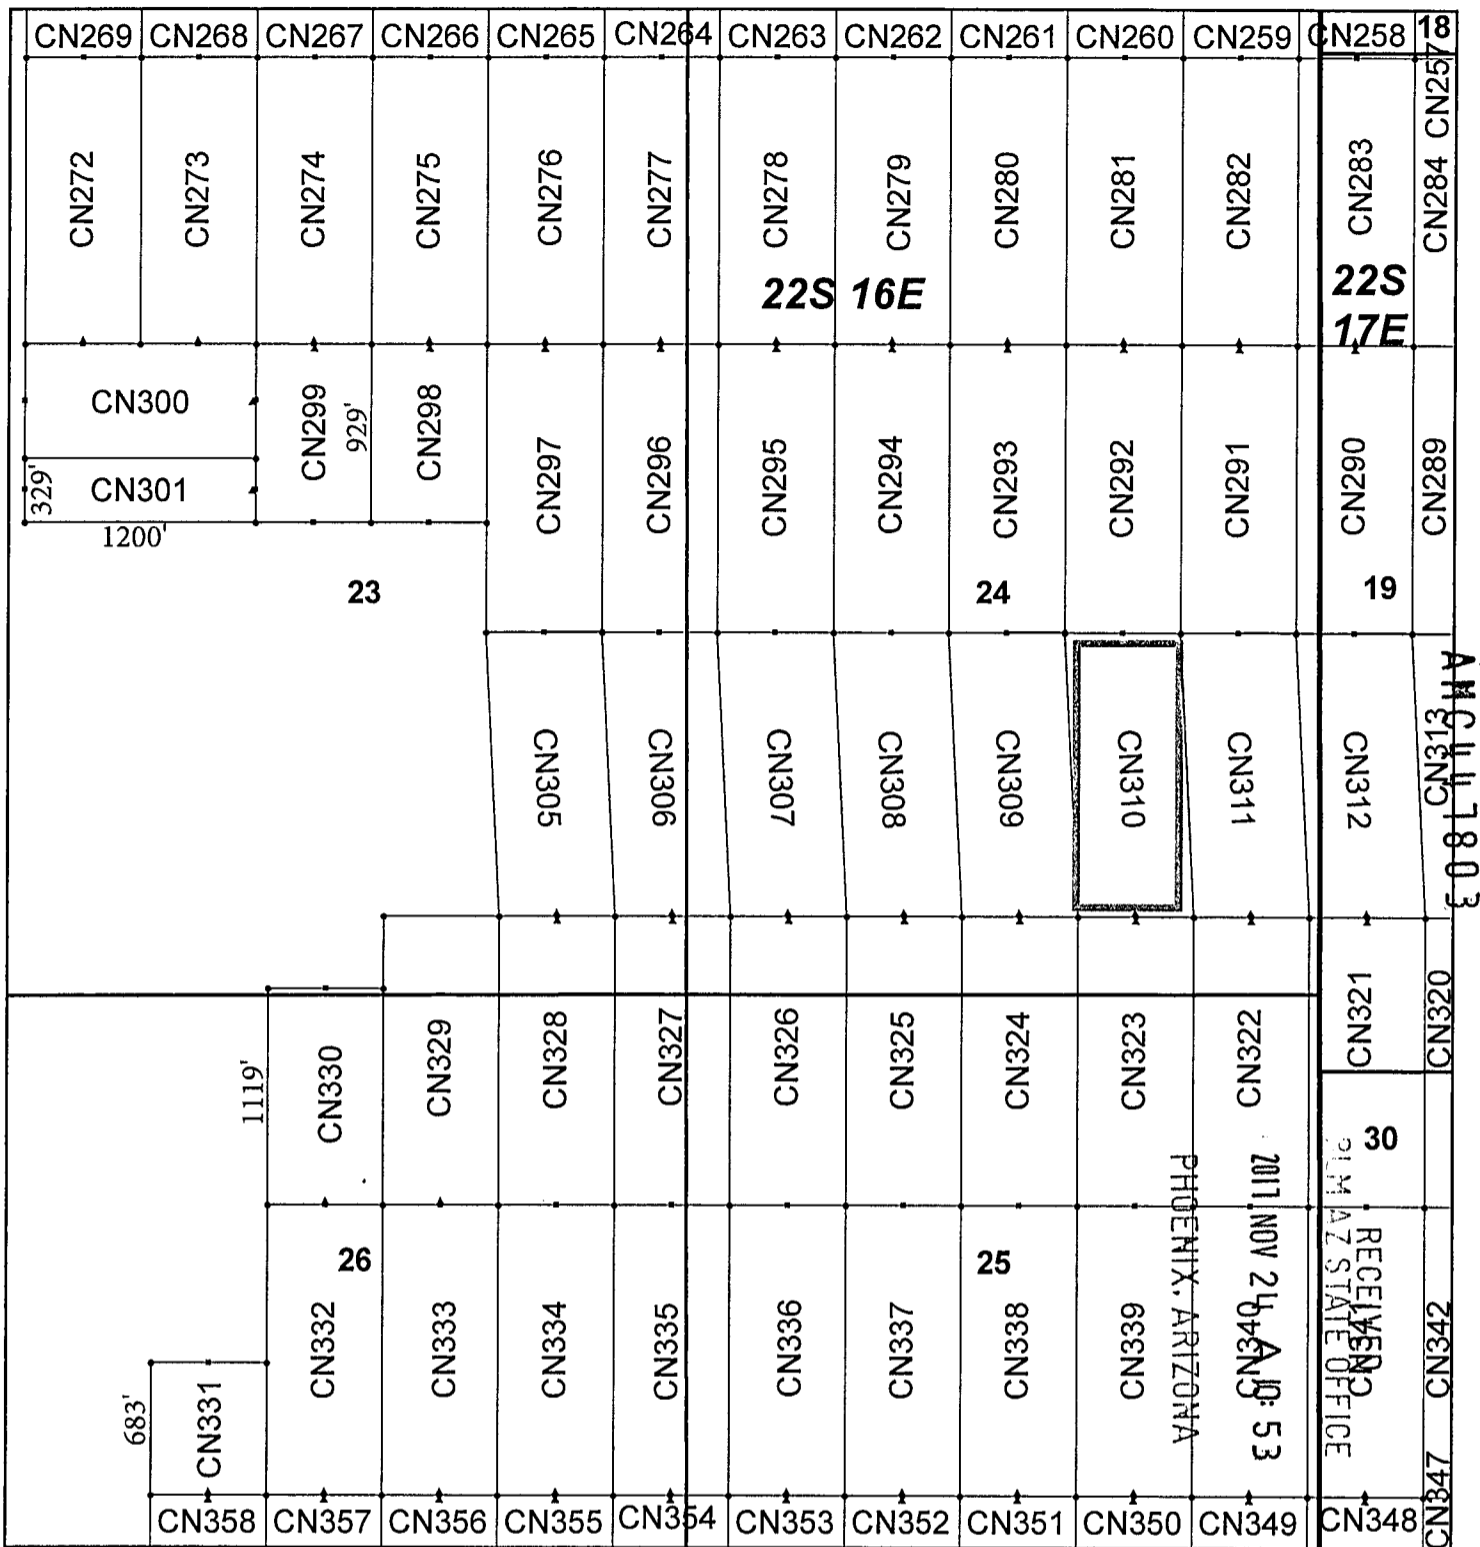 CN269 CN268 CN267 CN266 CN265 CN264 CN263 CN262 CN261 CN260 CN259 CN258 18
CN257
CN272 CN273 CN274 CN275 CN276 CN277 CN278 CN279 CN280 CN281 CN282 CN283 CN284
22S 16E
22S
17E
CN300
CN299 929' CN298 CN297 CN296 CN295 CN294 CN293 CN292 CN291 CN290 CN289
329' CN301
1200'
23 24 19
CN305 CN306 CN307 CN308 CN309 CN310 CN311 CN312 CN313
1119' CN330 CN329 CN328 CN327 CN326 CN325 CN324 CN323 CN322 CN321 CN320
30
26 25
683' CN331 CN332 CN333 CN334 CN335 CN336 CN337 CN338 CN339 CN340 CN341 CN342
CN347
CN358 CN357 CN356 CN355 CN354 CN353 CN352 CN351 CN350 CN349 CN348
RECEIVED
AZ STATE OFFICE
2017 NOV 24 A 10:53
PHOENIX, ARIZONA